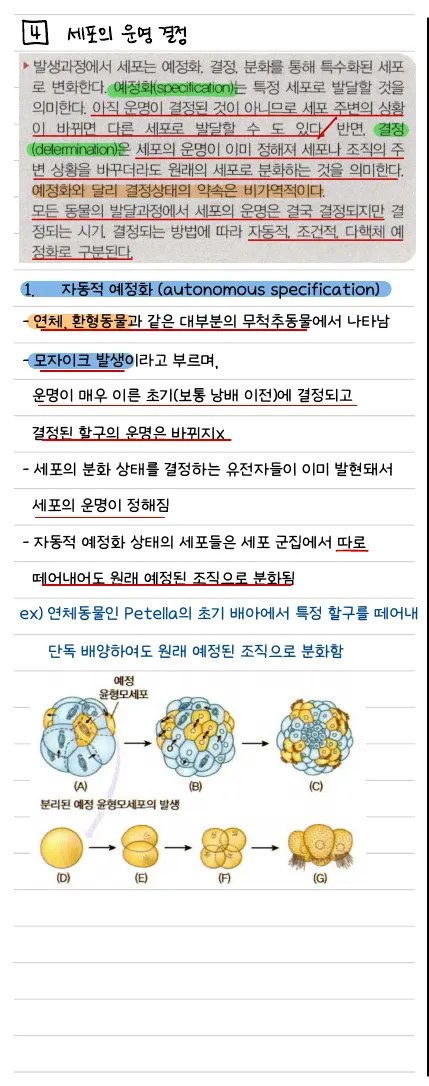 4 세포의 운명 결정
▶ 발생과정에서 세포는 예정화, 결정, 분화를 통해 특수화된 세포
로 변화한다. 예정화(specification)는 특정 세포로 발달할 것을
의미한다. 아직 운명이 결정된 것이 아니므로 세포 주변의 상황
이 바뀌면 다른 세포로 발달할 수 도 있다. 반면, 결정
(determination)은 세포의 운명이 이미 정해져 세포나 조직의 주
변 상황을 바꾸더라도 원래의 세포로 분화하는 것을 의미한다.
예정화와 달리 결정상태의 약속은 비가역적이다.
모든 동물의 발달과정에서 세포의 운명은 결국 결정되지만 결
정되는 시기, 결정되는 방법에 따라 자동적, 조건적, 다핵체 예
정화로 구분된다.
1. 자동적 예정화 (autonomous specification)
- 연체, 환형동물과 같은 대부분의 무척추동물에서 나타남
- 모자이크 발생이라고 부르며,
운명이 매우 이른 초기(보통 낭배 이전)에 결정되고
결정된 할구의 운명은 바뀌지x
- 세포의 분화 상태를 결정하는 유전자들이 이미 발현돼서
세포의 운명이 정해짐
- 자동적 예정화 상태의 세포들은 세포 군집에서 따로
떼어내어도 원래 예정된 조직으로 분화됨
ex) 연체동물인 Petella의 초기 배아에서 특정 할구를 떼어내
단독 배양하여도 원래 예정된 조직으로 분화함
예정
윤형모세포
(A) (B) (C)
분리된 예정 윤형모세포의 발생
(D) (E) (F) (G)